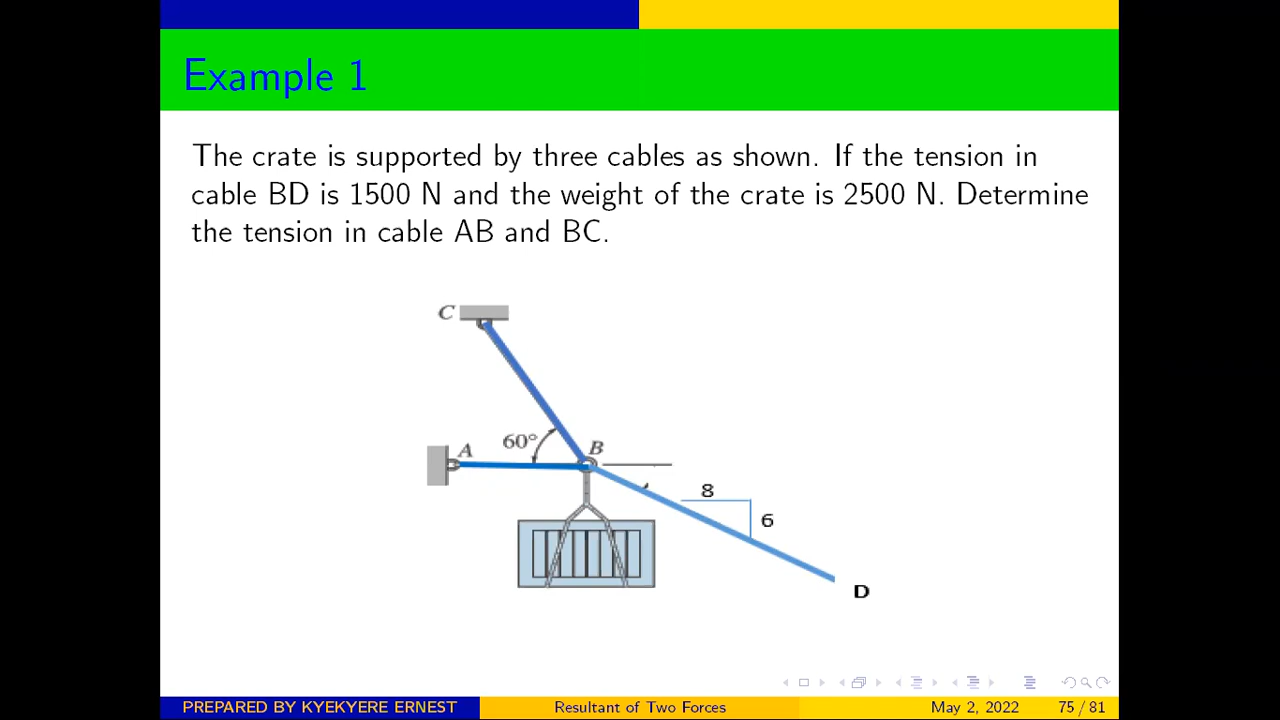 Example 1
The crate is supported by three cables as shown. If the tension in
cable BD is 1500 N and the weight of the crate is 2500 N. Determine
the tension in cable AB and BC.
C
60°
A
B
8
6
D
PREPARED BY KYEKYERE ERNEST
Resultant of Two Forces
May 2, 2022
75 / 81